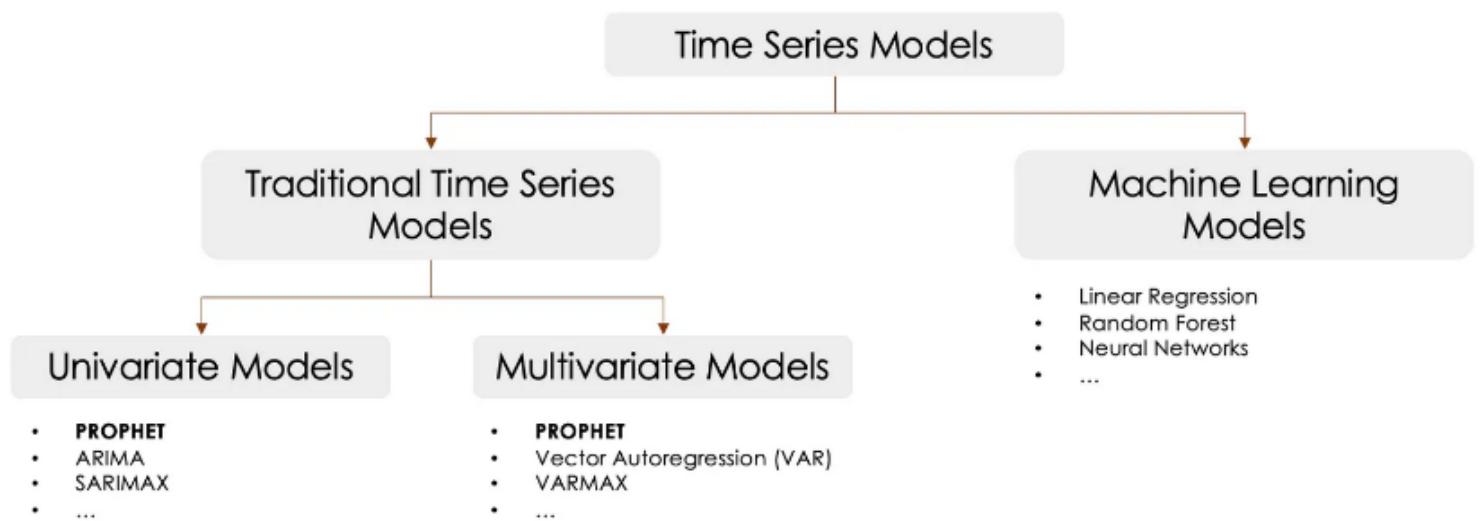 Time Series Models
Traditional Time Series
Models
Machine Learning
Models
• Linear Regression
• Random Forest
• Neural Networks
• ...
Univariate Models
• PROPHET
• ARIMA
• SARIMAX
• ...
Multivariate Models
• PROPHET
• Vector Autoregression (VAR)
• VARMAX
• ...